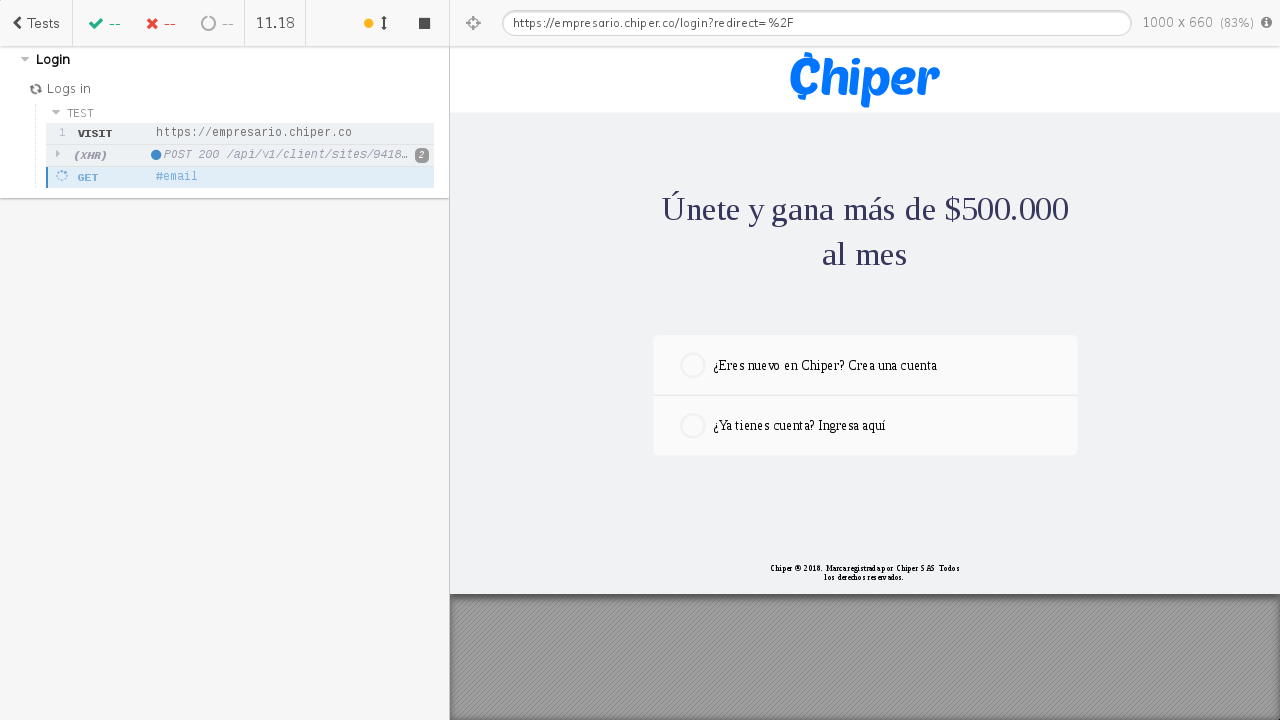 Tests
--
--
--
11.18
https://empresario.chiper.co/login?redirect=%2F
1000 x 660 (83%)
Login
Logs in
TEST
1 VISIT https://empresario.chiper.co
(XHR) POST 200 /api/v1/client/sites/9418… 2
GET #email
Chiper
Únete y gana más de $500.000
al mes
¿Eres nuevo en Chiper? Crea una cuenta
¿Ya tienes cuenta? Ingresa aquí
Chiper ® 2018. Marca registrada por Chiper SAS Todos
los derechos reservados.